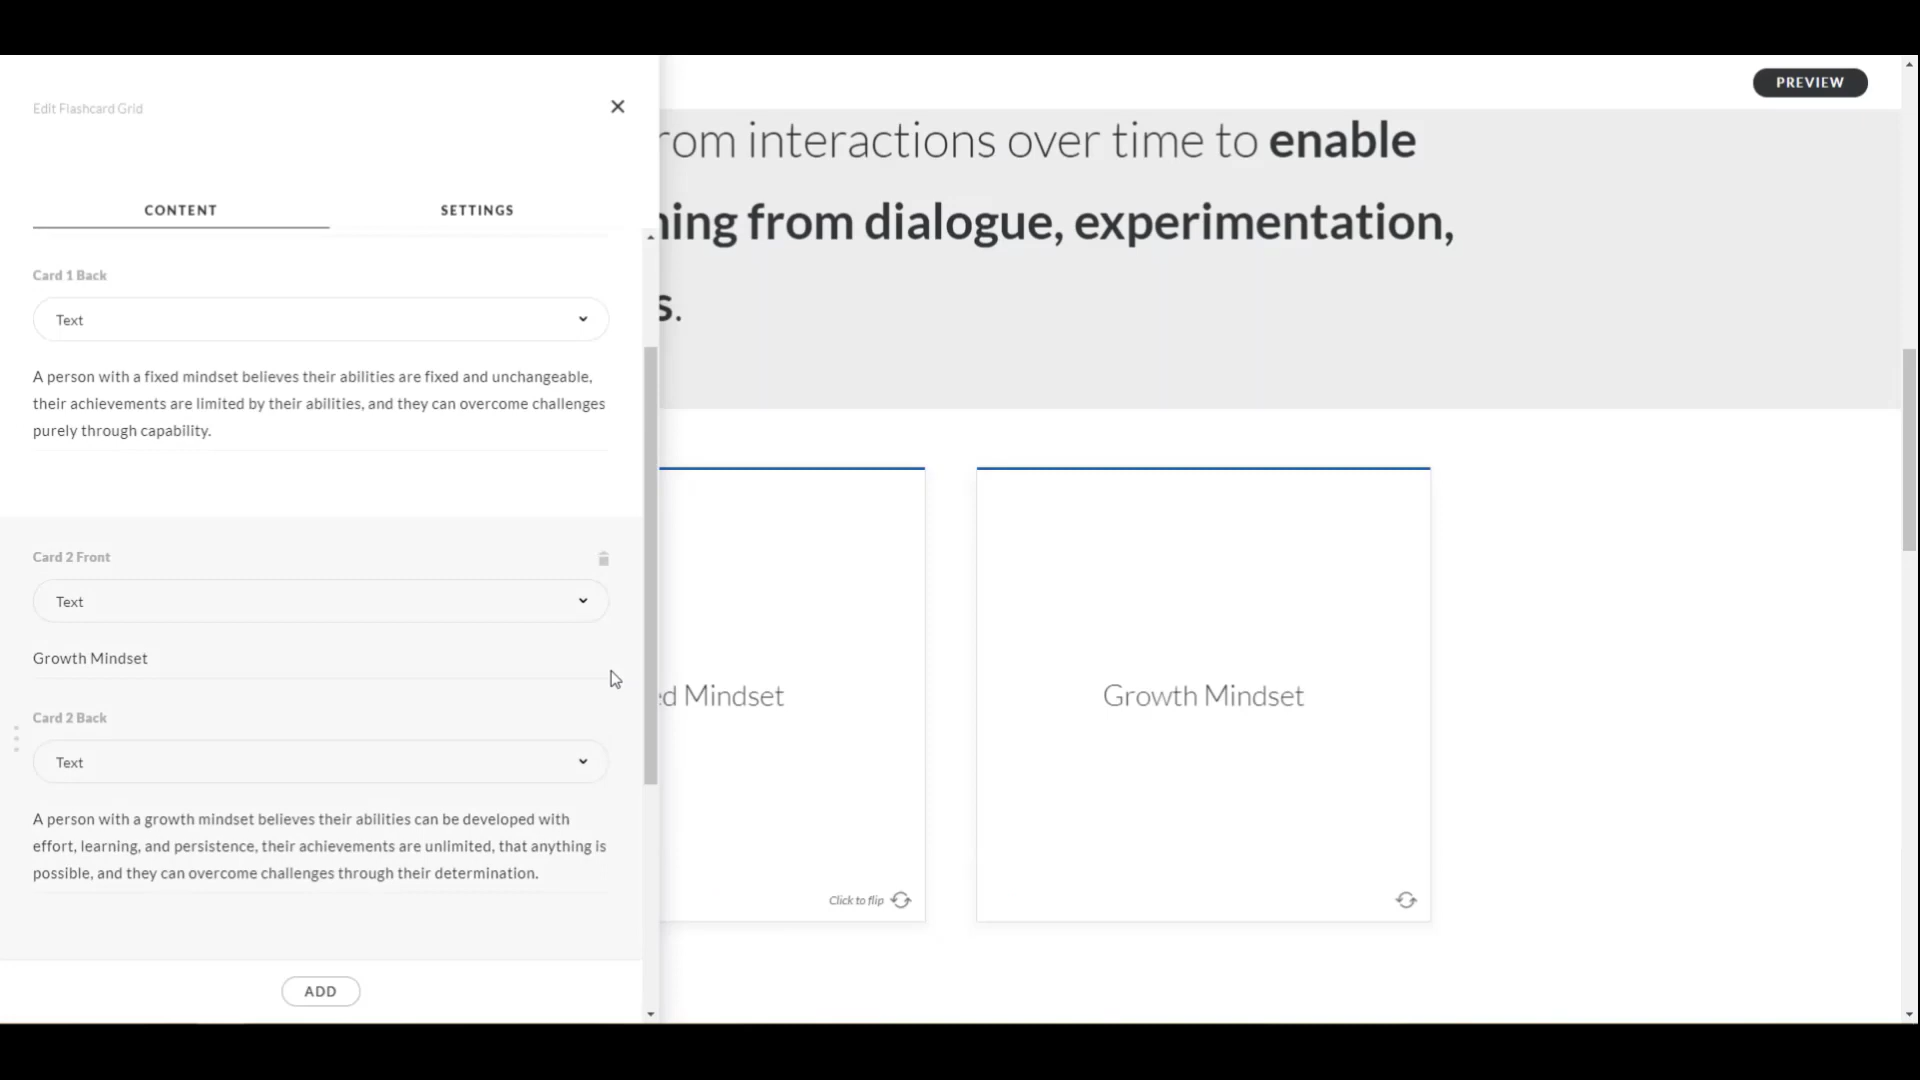 Edit Flashcard Grid
CONTENT
SETTINGS
Card 1 Back
Text
A person with a fixed mindset believes their abilities are fixed and unchangeable,
their achievements are limited by their abilities, and they can overcome challenges
purely through capability.
Card 2 Front
Text
Growth Mindset
Card 2 Back
Text
A person with a growth mindset believes their abilities can be developed with
effort, learning, and persistence, their achievements are unlimited, that anything is
possible, and they can overcome challenges through their determination.
ADD
PREVIEW
interactions over time to enable
from dialogue, experimentation,
Mindset
Click to flip
Growth Mindset